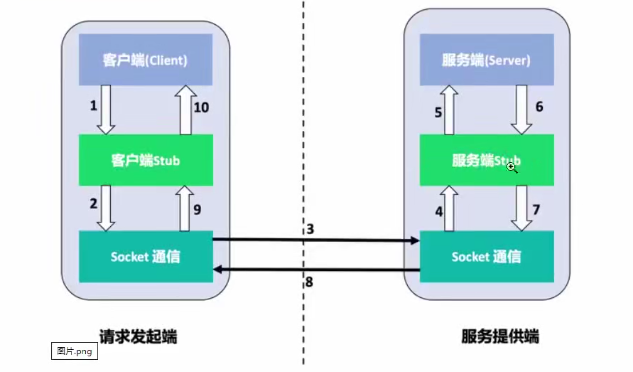 客户端(Client)
服务端(Server)
1
10
5
6
客户端Stub
服务端Stub
2
9
4
7
3
Socket 通信
Socket 通信
8
请求发起端
服务提供端
图片.png